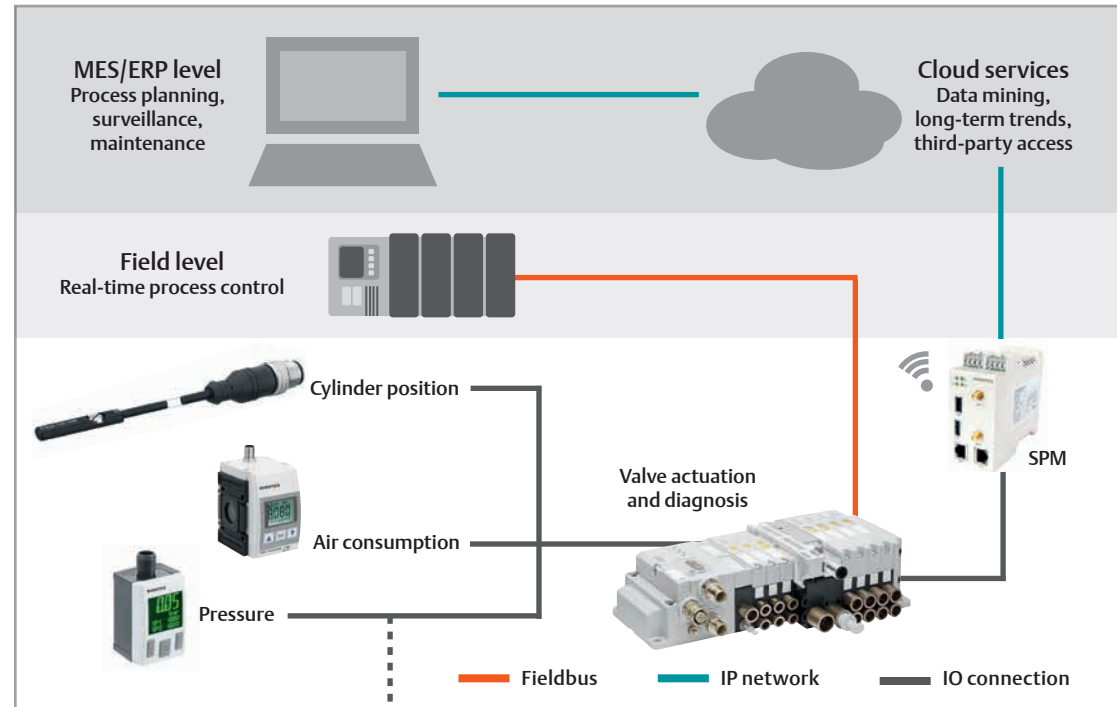 MES/ERP level
Process planning,
surveillance,
maintenance
Cloud services
Data mining,
long-term trends,
third-party access
Field level
Real-time process control
Cylinder position
SPM
Valve actuation
and diagnosis
Air consumption
Pressure
0.05
Fieldbus
IP network
IO connection